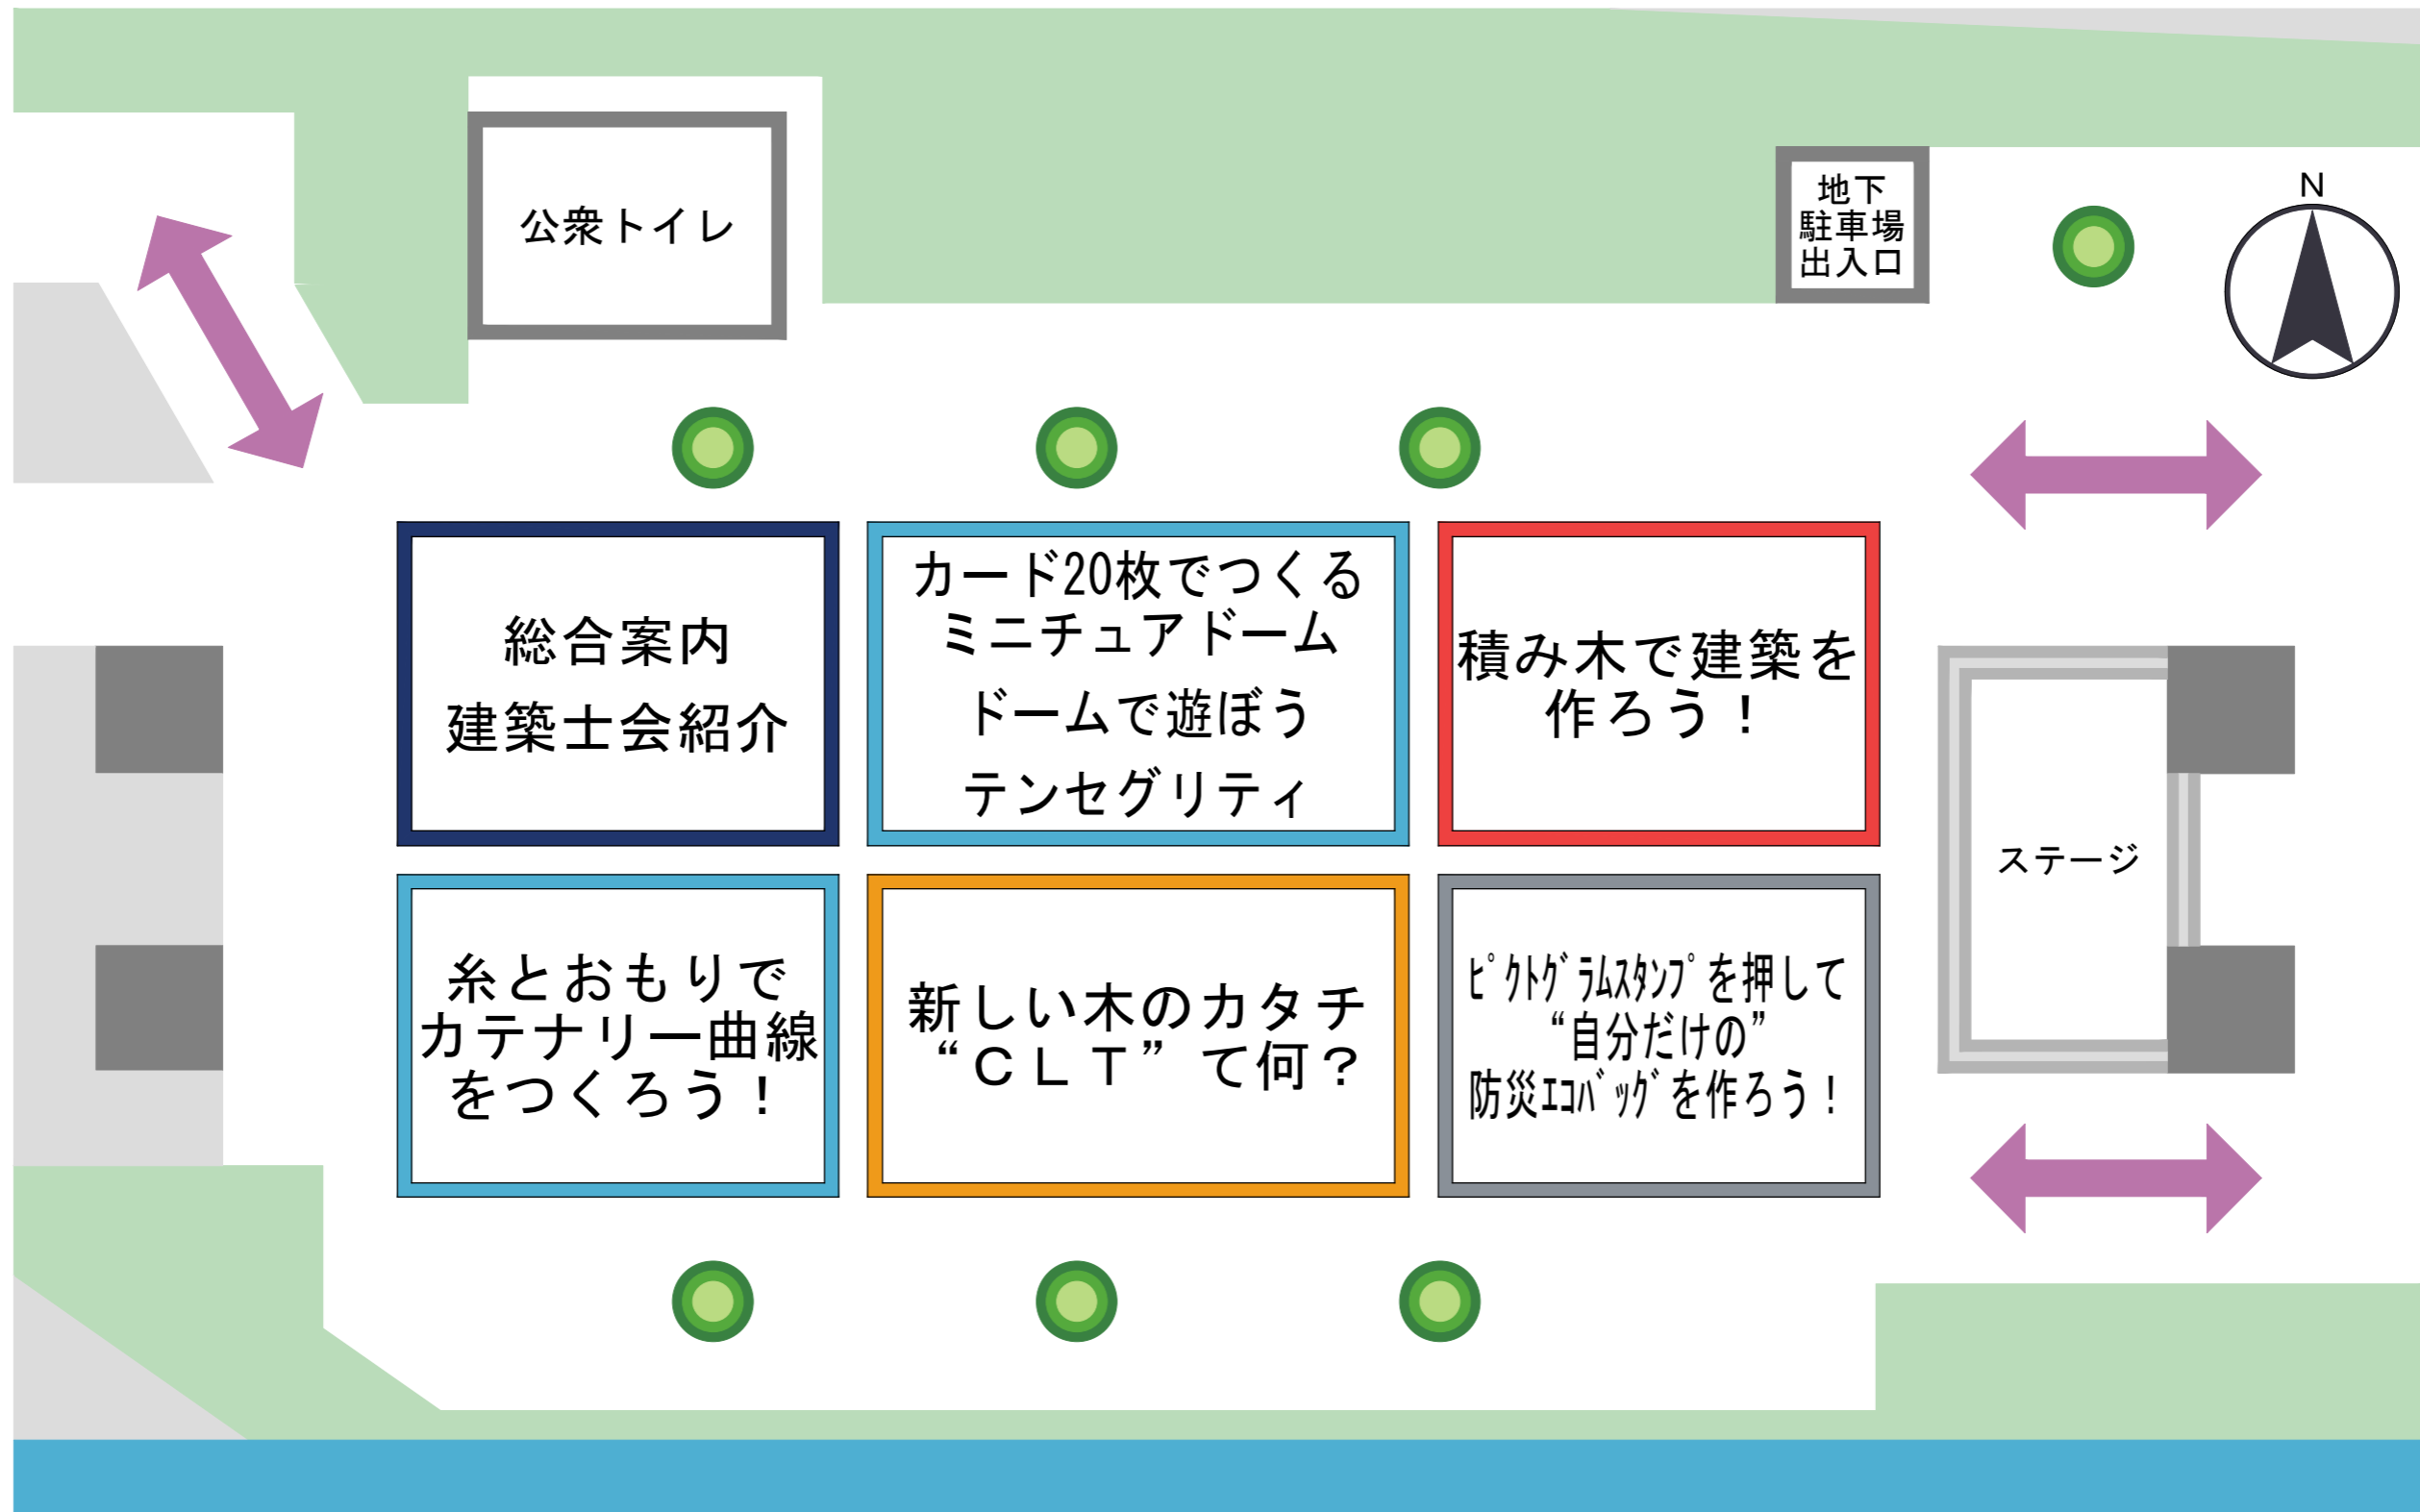 公衆トイレ
地下
駐車場
出入口
N
総合案内
建築士会紹介
カード20枚でつくる
ミニチュアドーム
ドームで遊ぼう
テンセグリティ
積み木で建築を
作ろう！
ステージ
糸とおもりで
カテナリー曲線
をつくろう！
新しい木のカタチ
“ＣＬＴ”て何？
ﾋﾟｸﾄｸﾞﾗﾑｽﾀﾝﾌﾟを押して
“自分だけの”
防災ｴｺﾊﾞｯｸﾞを作ろう！